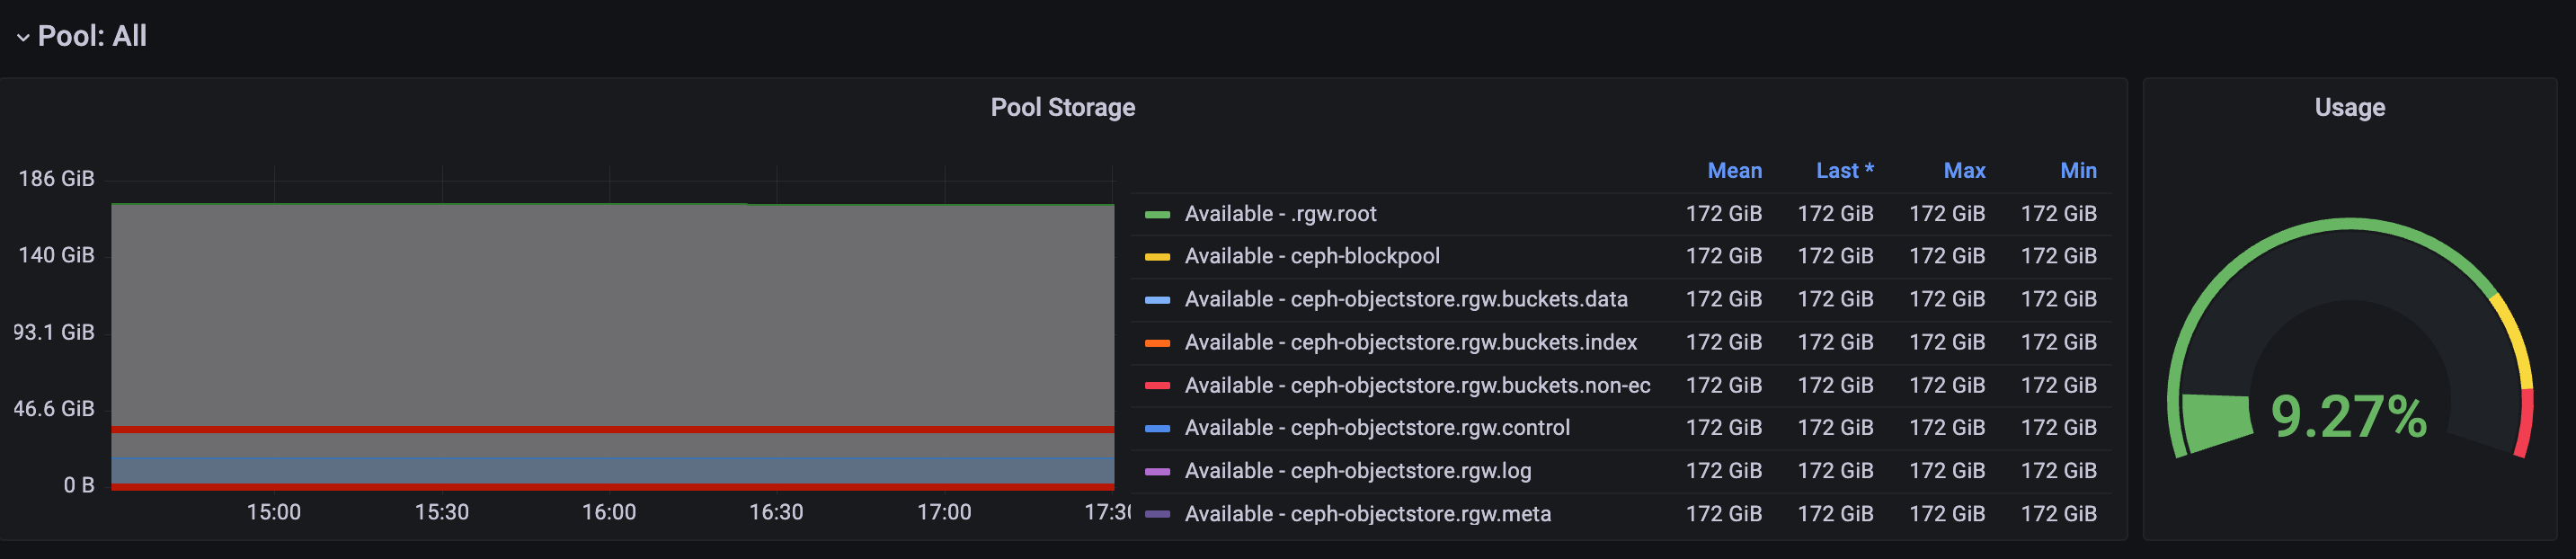 Pool: All
Pool Storage
186 GiB
140 GiB
93.1 GiB
46.6 GiB
0 B
15:00 15:30 16:00 16:30 17:00 17:30
Mean Last * Max Min
Available - .rgw.root 172 GiB 172 GiB 172 GiB 172 GiB
Available - ceph-blockpool 172 GiB 172 GiB 172 GiB 172 GiB
Available - ceph-objectstore.rgw.buckets.data 172 GiB 172 GiB 172 GiB 172 GiB
Available - ceph-objectstore.rgw.buckets.index 172 GiB 172 GiB 172 GiB 172 GiB
Available - ceph-objectstore.rgw.buckets.non-ec 172 GiB 172 GiB 172 GiB 172 GiB
Available - ceph-objectstore.rgw.control 172 GiB 172 GiB 172 GiB 172 GiB
Available - ceph-objectstore.rgw.log 172 GiB 172 GiB 172 GiB 172 GiB
Available - ceph-objectstore.rgw.meta 172 GiB 172 GiB 172 GiB 172 GiB
Usage
9.27%